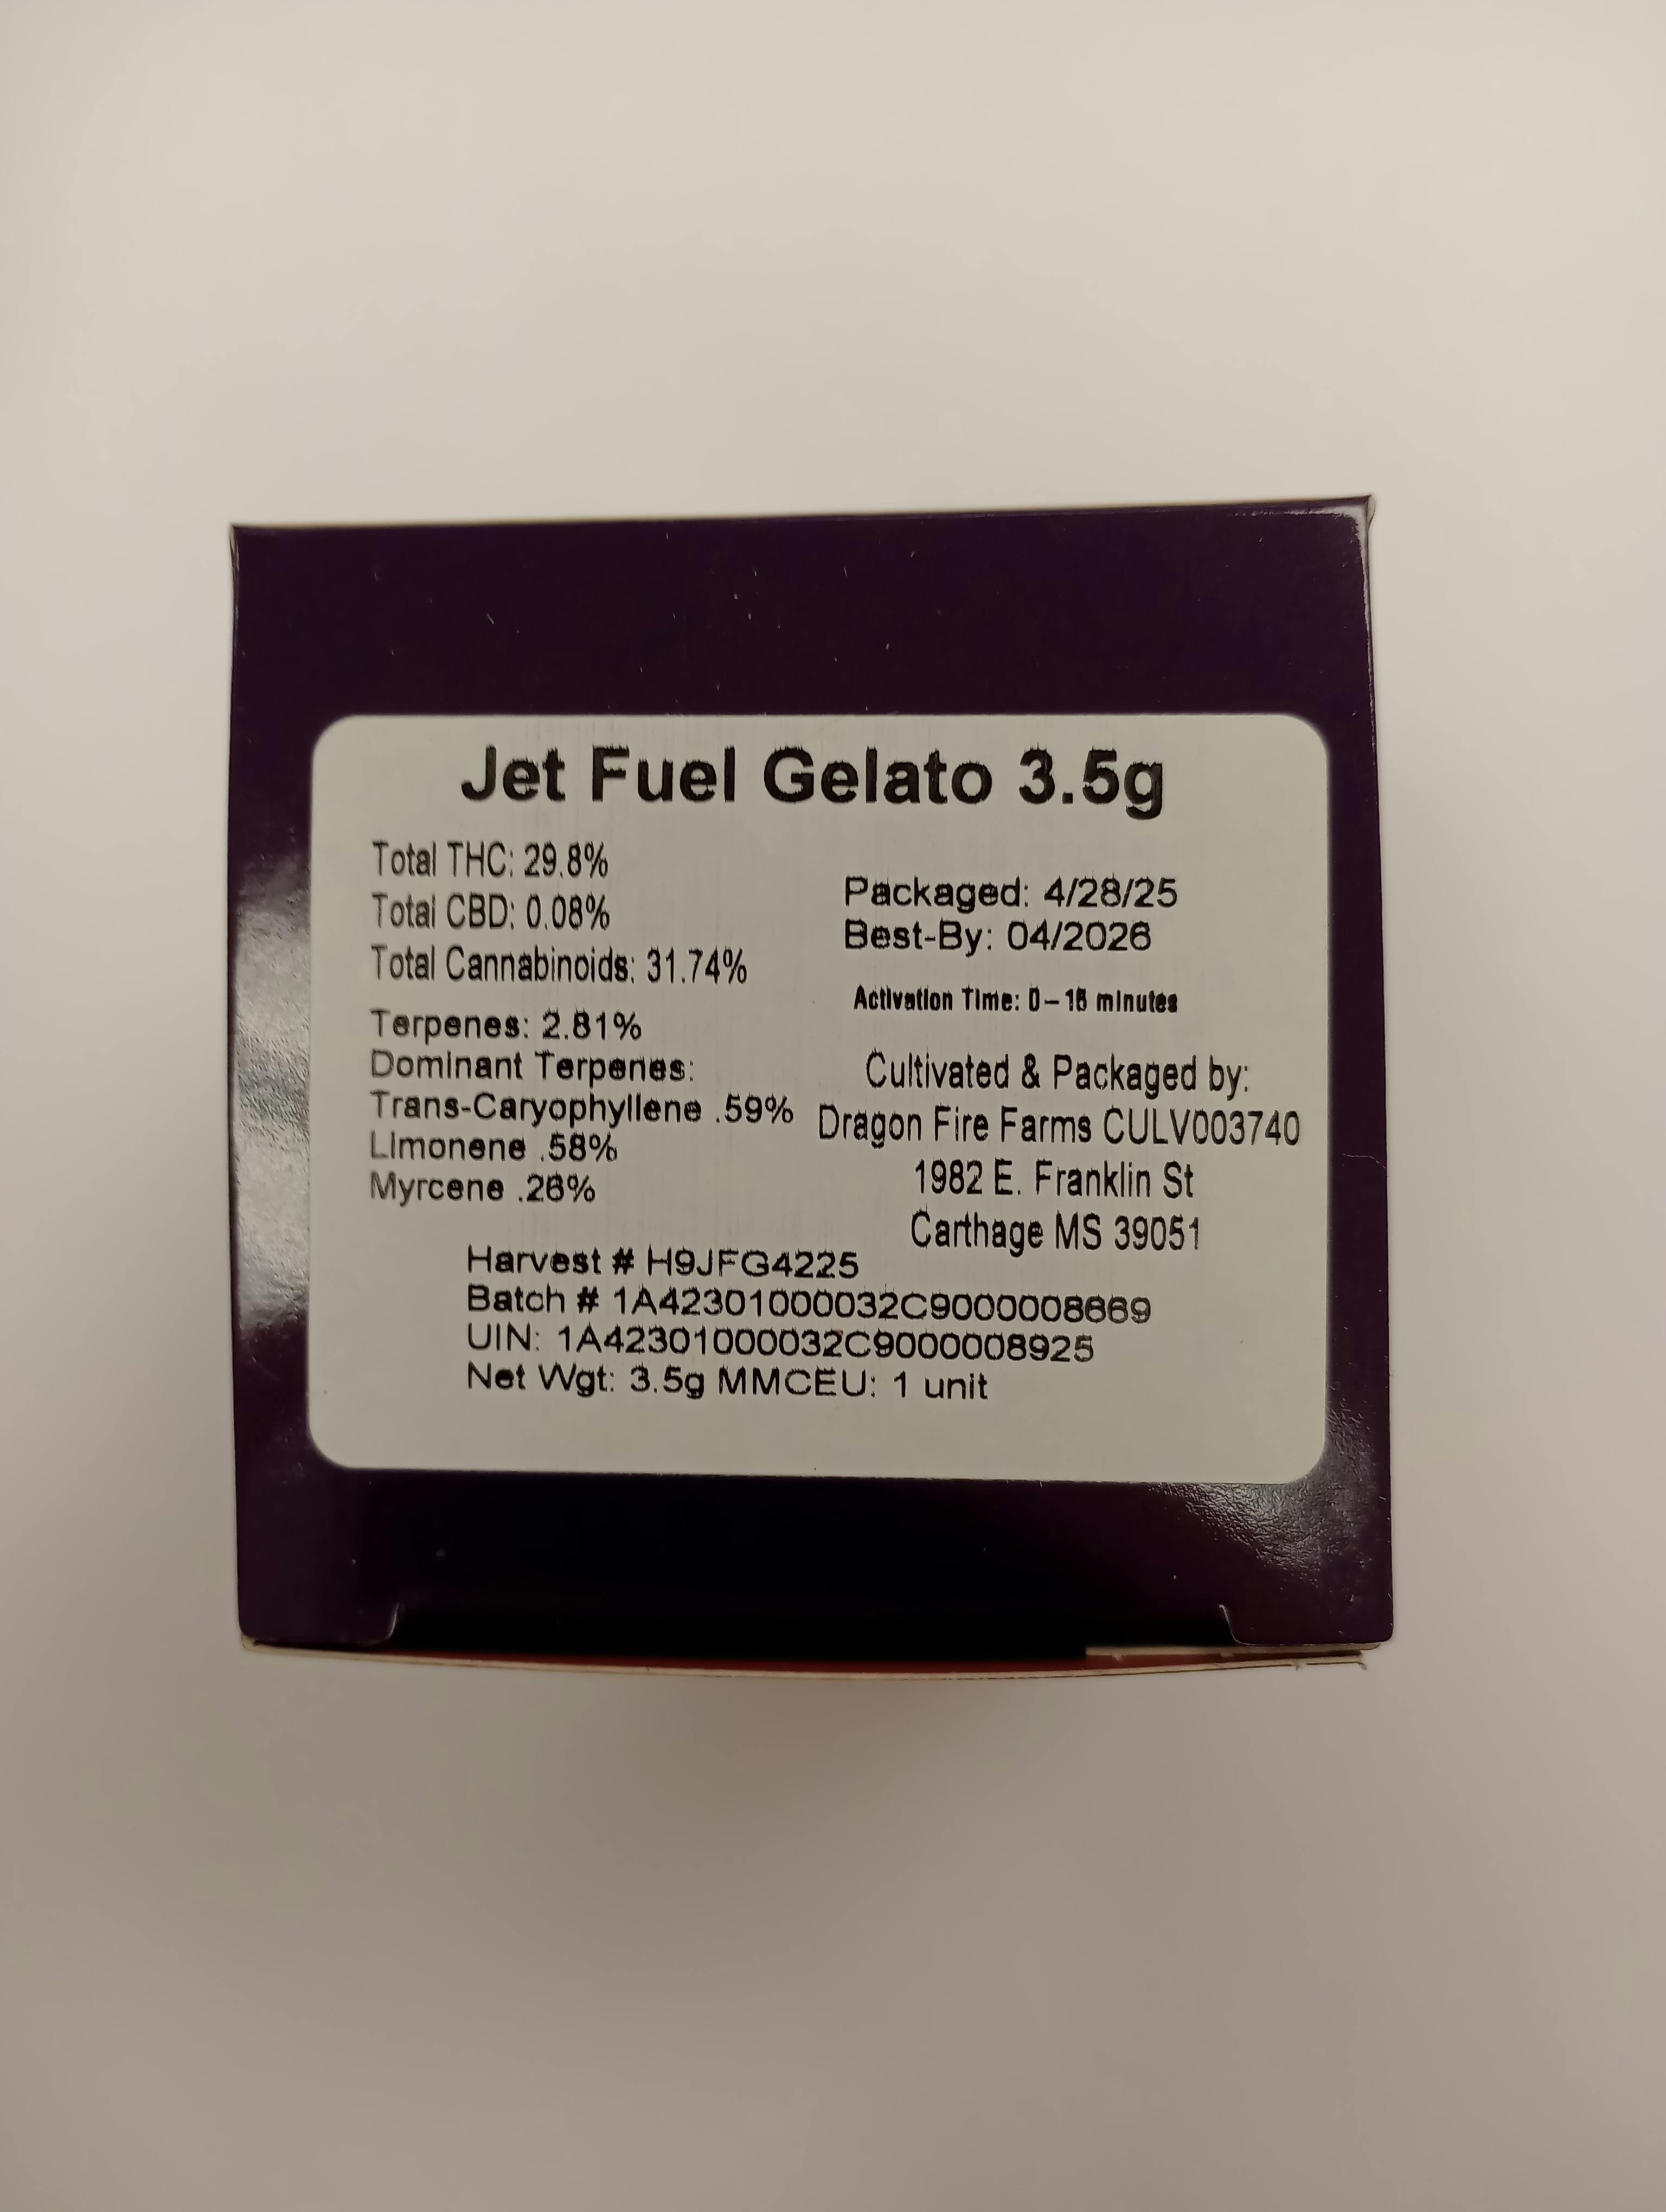 Jet Fuel Gelato 3.5g
Total THC: 29.8%
Total CBD: 0.08%
Total Cannabinoids: 31.74%
Terpenes: 2.81%
Dominant Terpenes:
Trans-Caryophyllene .59%
Limonene .58%
Myrcene .26%
Packaged: 4/28/25
Best-By: 04/2026
Activation Time: 0 – 15 minutes
Cultivated & Packaged by:
Dragon Fire Farms CULV003740
1982 E. Franklin St
Carthage MS 39051
Harvest # H9JFG4225
Batch # 1A42301000032C9000008669
UIN: 1A42301000032C9000008925
Net Wgt: 3.5g MMCEU: 1 unit